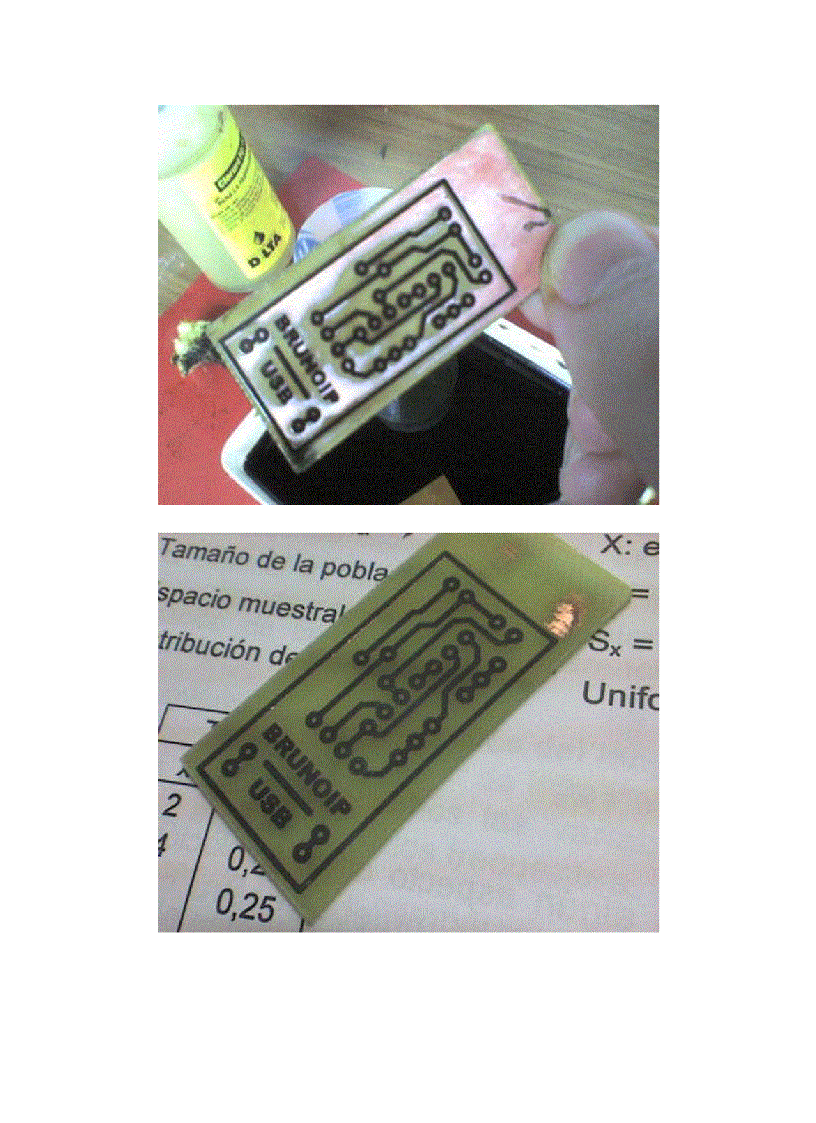 D LTA
BRUNOIP
USB
Tamaño de la pobla
spacio muestral
tribución de
X: e
=
Sx =
Unifo
BRUNOIP
USB
2
4
0,2
0,25